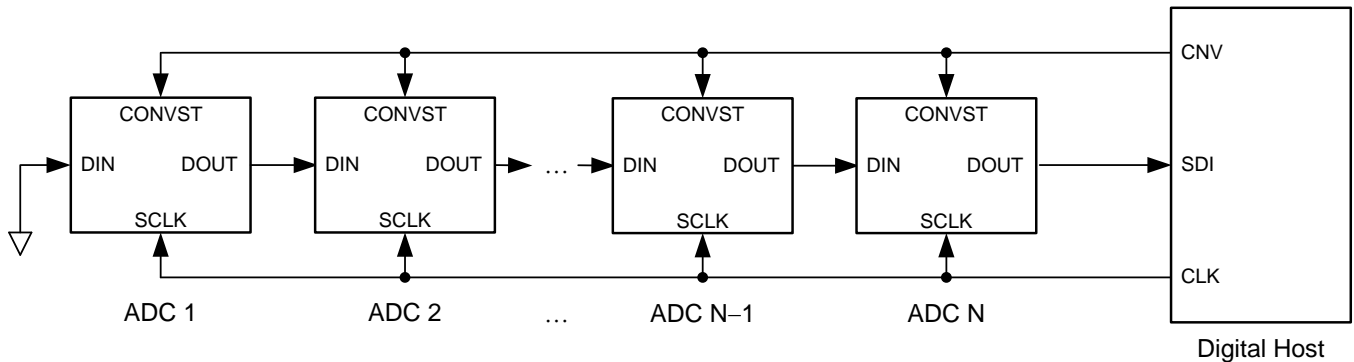 CNV
CONVST
CONVST
CONVST
CONVST
DIN DOUT
DIN DOUT
...
DIN DOUT
DIN DOUT
SDI
SCLK
SCLK
SCLK
SCLK
CLK
ADC 1
ADC 2
...
ADC N–1
ADC N
Digital Host